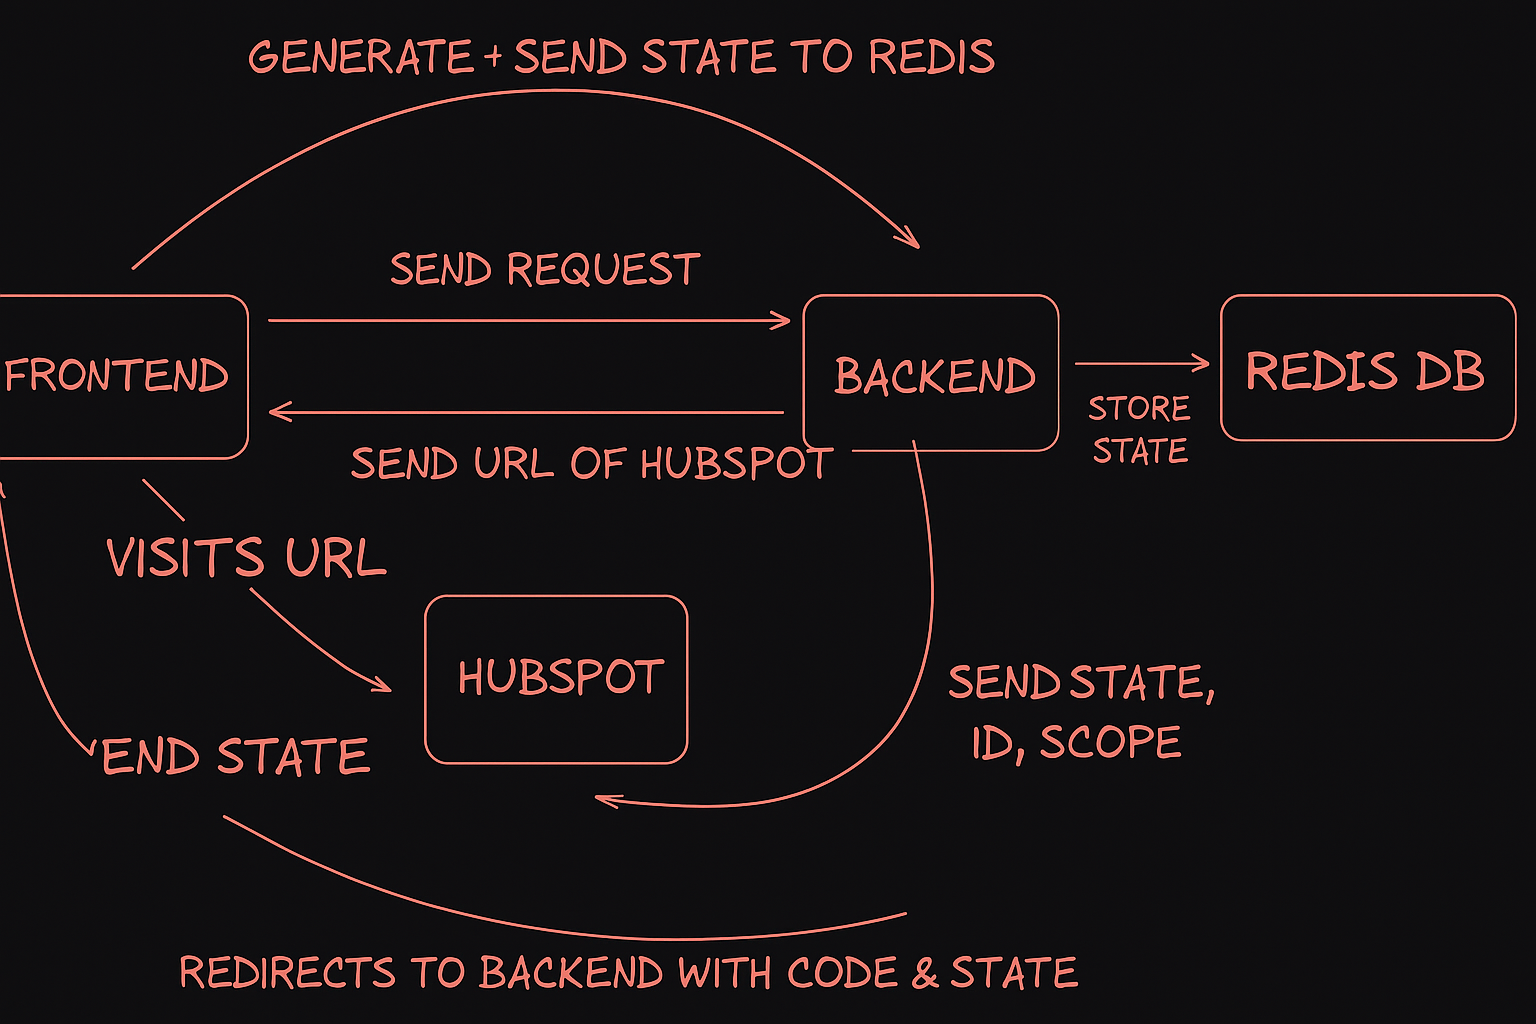 GENERATE + SEND STATE TO REDIS
SEND REQUEST
FRONTEND
BACKEND
REDIS DB
STORE
STATE
SEND URL OF HUBSPOT
VISITS URL
HUBSPOT
SEND STATE,
ID, SCOPE
'END STATE
REDIRECTS TO BACKEND WITH CODE & STATE